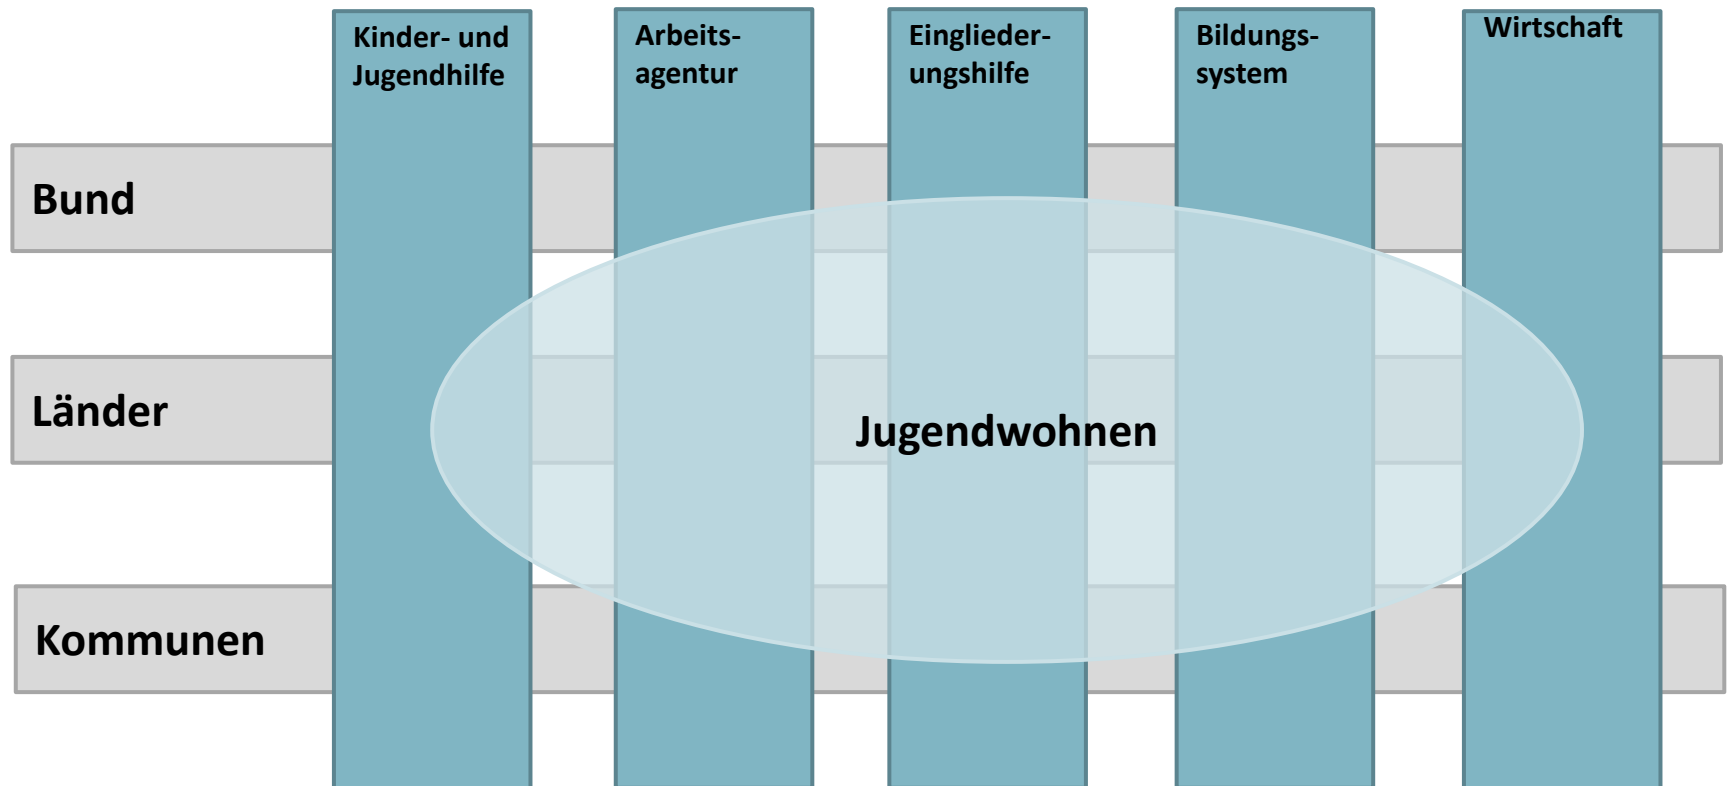 Kinder- und
Jugendhilfe
Arbeits-
agentur
Einglieder-
ungshilfe
Bildungs-
system
Wirtschaft
Bund
Länder
Jugendwohnen
Kommunen